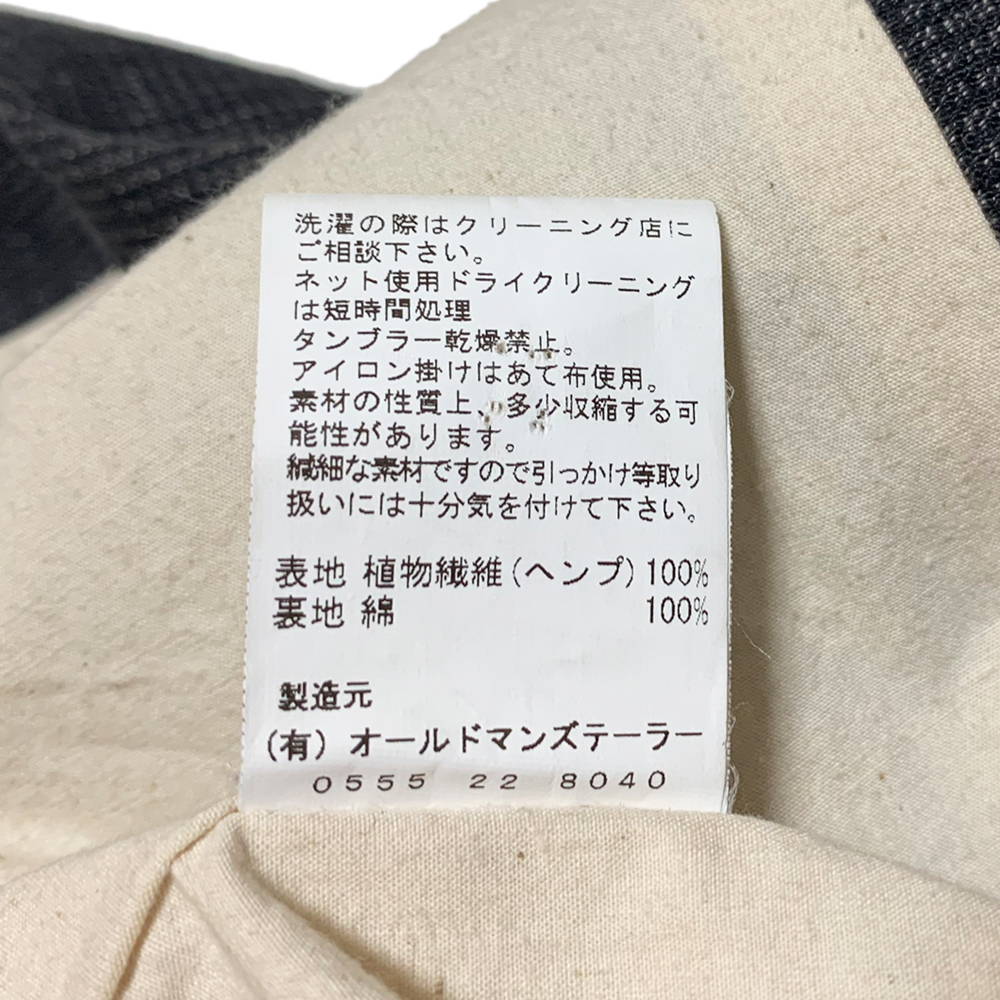 洗濯の際はクリーニング店に
ご相談下さい。
ネット使用ドライクリーニング
は短時間処理
タンブラー乾燥禁止。
アイロン掛けはあて布使用。
素材の性質上、多少収縮する可
能性があります。
繊細な素材ですので引っかけ等取り
扱いには十分気を付けて下さい。
表地 植物繊維(ヘンプ)100%
裏地 綿 100%
製造元
(有) オールドマンズテーラー
0555 22 8040